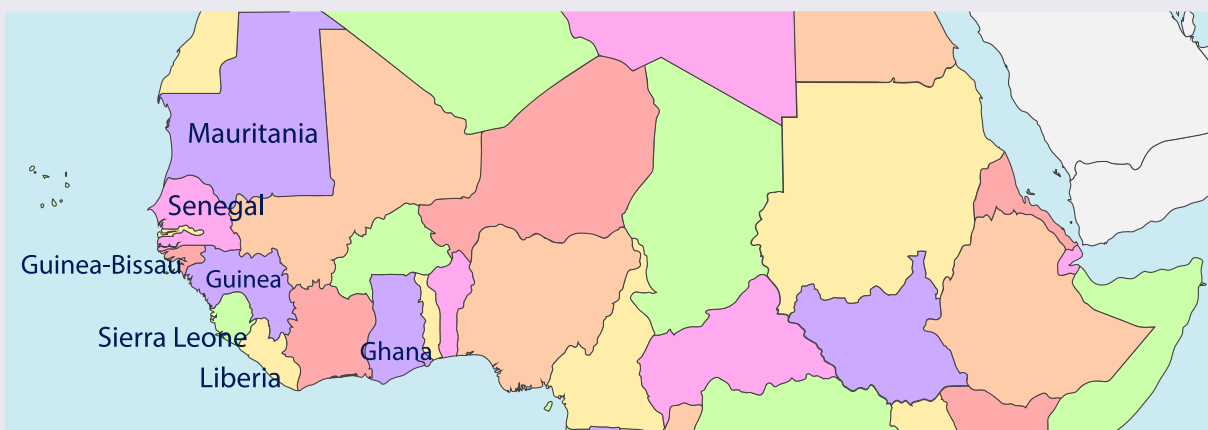 Mauritania
Senegal
Guinea-Bissau
Guinea
Sierra Leone
Ghana
Liberia